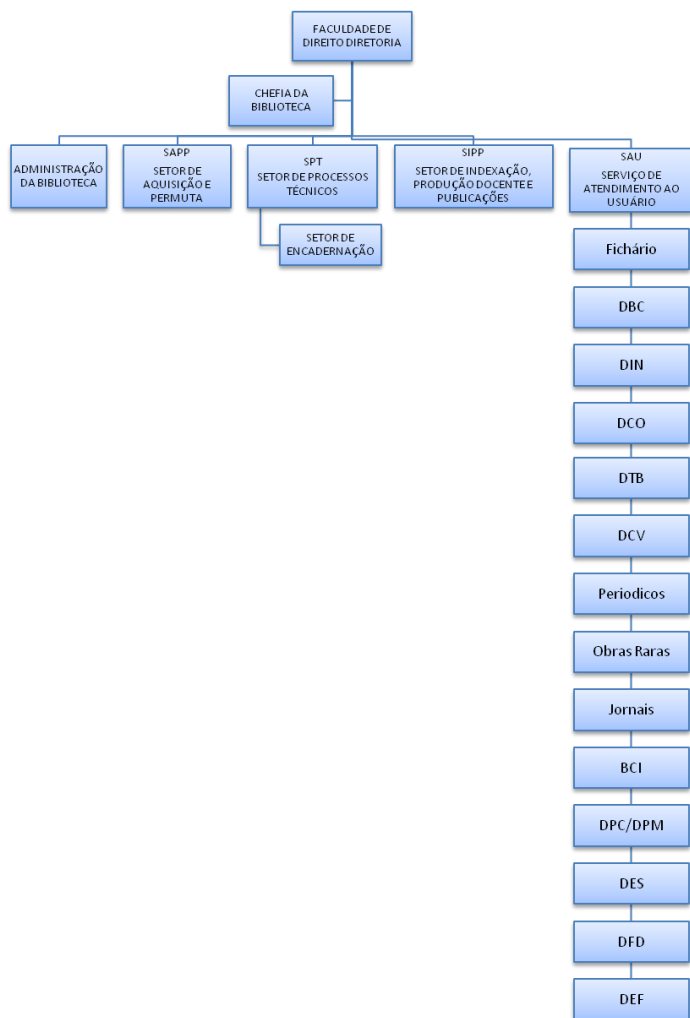 FACULDADE DE
DIREITO DIRETORIA
CHEFIA DA
BIBLIOTECA
ADMINISTRAÇÃO
DA BIBLIOTECA
SAPP
SETOR DE
AQUISIÇÃO E
PERMUTA
SPT
SETOR DE PROCESSOS
TÉCNICOS
SETOR DE
ENCADERNAÇÃO
SIPP
SETOR DE INDEXAÇÃO,
PRODUÇÃO DOCENTE E
PUBLICAÇÕES
SAU
SERVIÇO DE
ATENDIMENTO AO
USUÁRIO
Fichário
DBC
DIN
DCO
DTB
DCV
Periodicos
Obras Raras
Jornais
BCI
DPC/DPM
DES
DFD
DEF